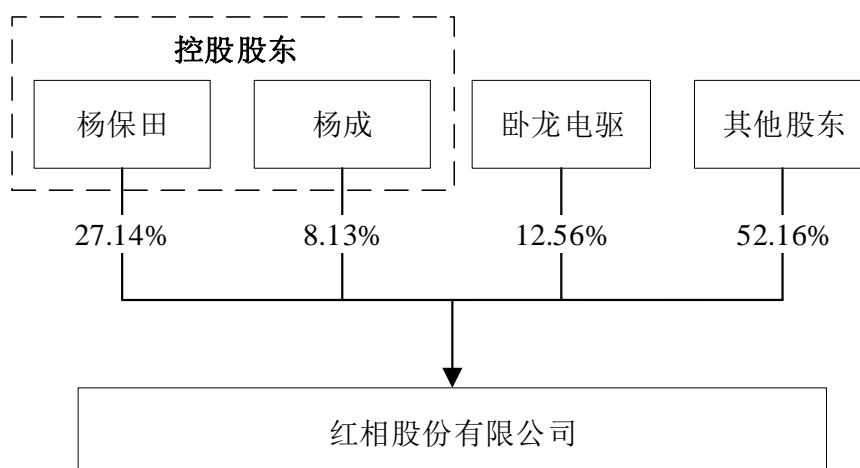 控股股东
杨保田
杨成
卧龙电驱
其他股东
27.14%
8.13%
12.56%
52.16%
红相股份有限公司